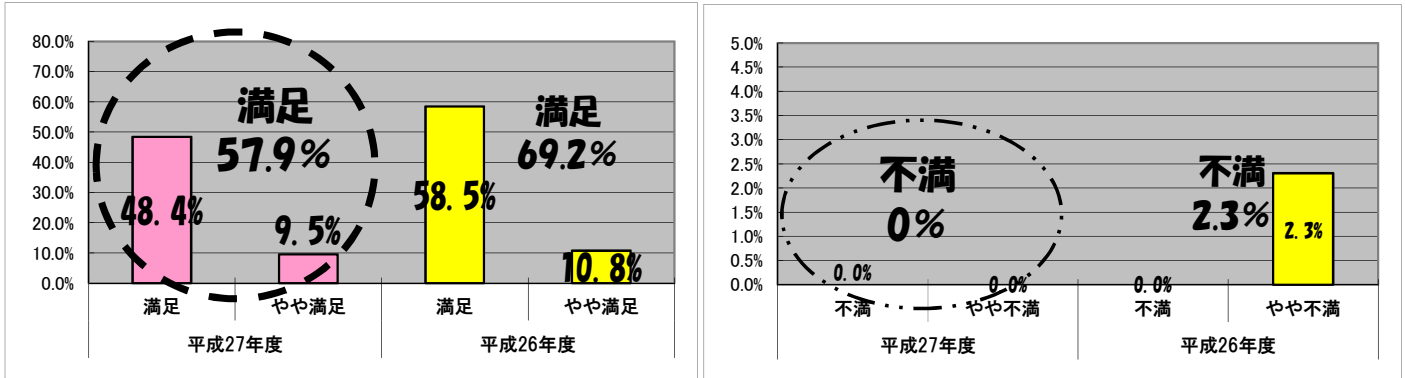 80.0%
70.0%
60.0%
50.0%
40.0%
30.0%
20.0%
10.0%
0.0%
満足
57.9%
満足
69.2%
48.4%
9.5%
58.5%
10.8%
満足
やや満足
満足
やや満足
平成27年度
平成26年度
5.0%
4.5%
4.0%
3.5%
3.0%
2.5%
2.0%
1.5%
1.0%
0.5%
0.0%
不満
0%
不満
2.3%
0.0%
0.0%
0.0%
2.3%
不満
やや不満
不満
やや不満
平成27年度
平成26年度